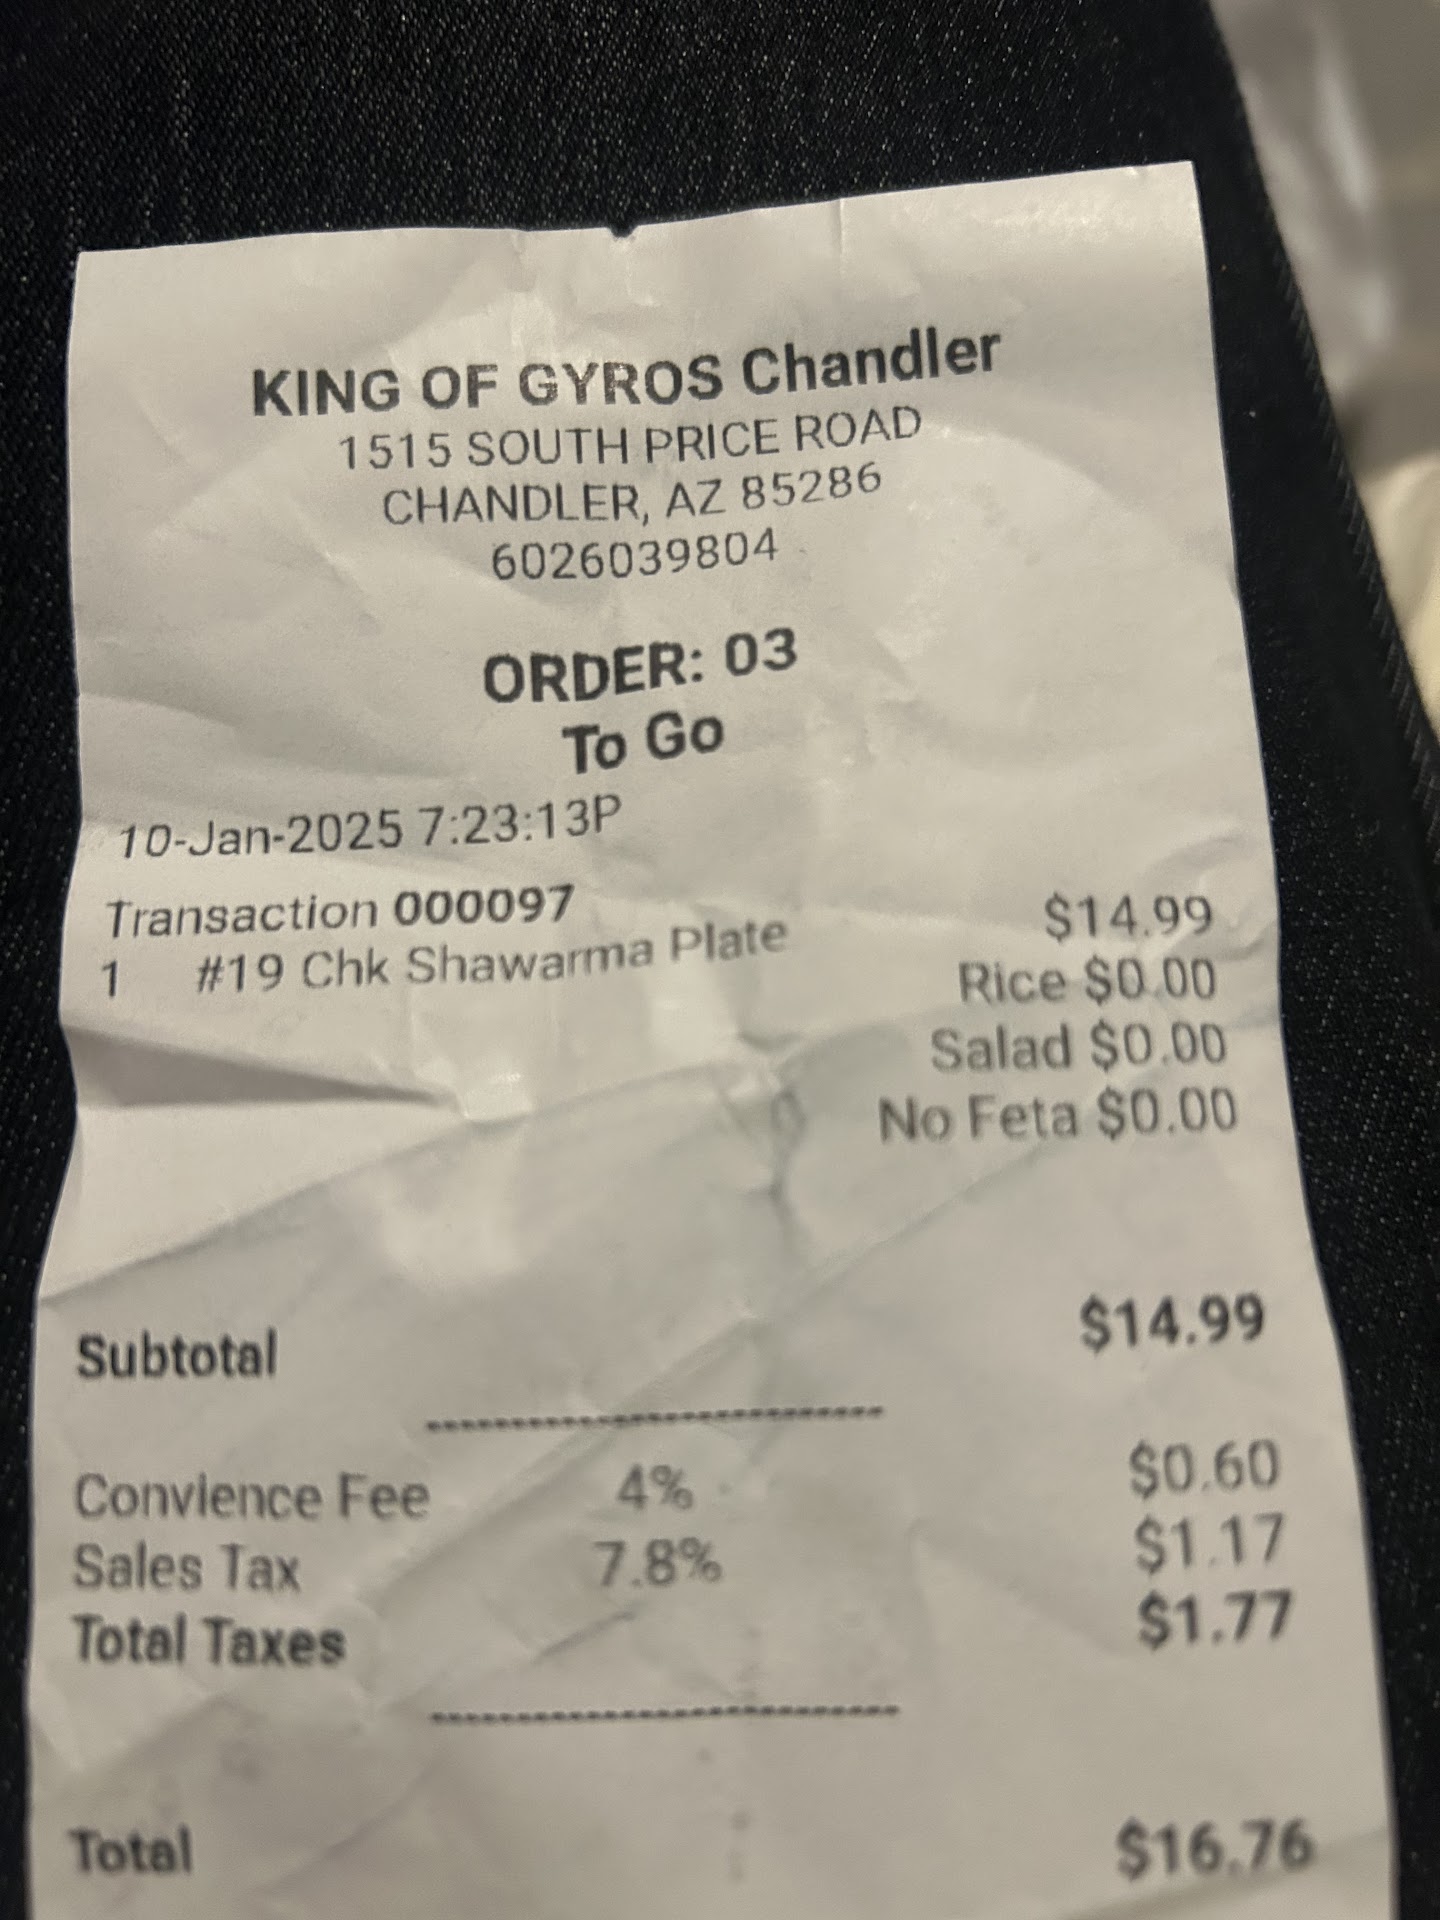 KING OF GYROS Chandler
1515 SOUTH PRICE ROAD
CHANDLER, AZ 85286
6026039804
ORDER: 03
To Go
10-Jan-2025 7:23:13P
Transaction 000097
1 #19 Chk Shawarma Plate $14.99
Rice $0.00
Salad $0.00
No Feta $0.00
Subtotal $14.99
Convience Fee 4% $0.60
Sales Tax 7.8% $1.17
Total Taxes $1.77
Total $16.76